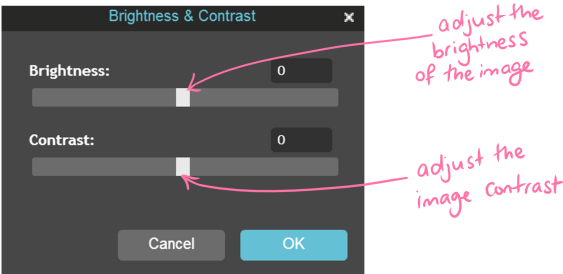 Brightness & Contrast x
adjust the
brightness
of the image
Brightness: 0
Contrast: 0
adjust the
image contrast
Cancel OK